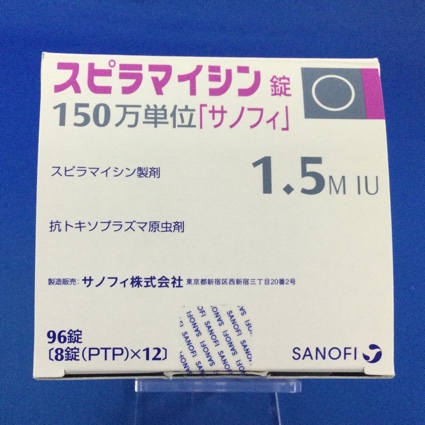 スピラマイシン錠
150万単位「サノフィ」
1.5M IU
スピラマイシン製剤
抗トキソプラズマ原虫剤
製造販売: サノフィ株式会社 東京都新宿区西新宿三丁目20番2号
96錠
〔8錠(PTP)×12〕
SANOFI SANOFI SANOFI
SANOFI